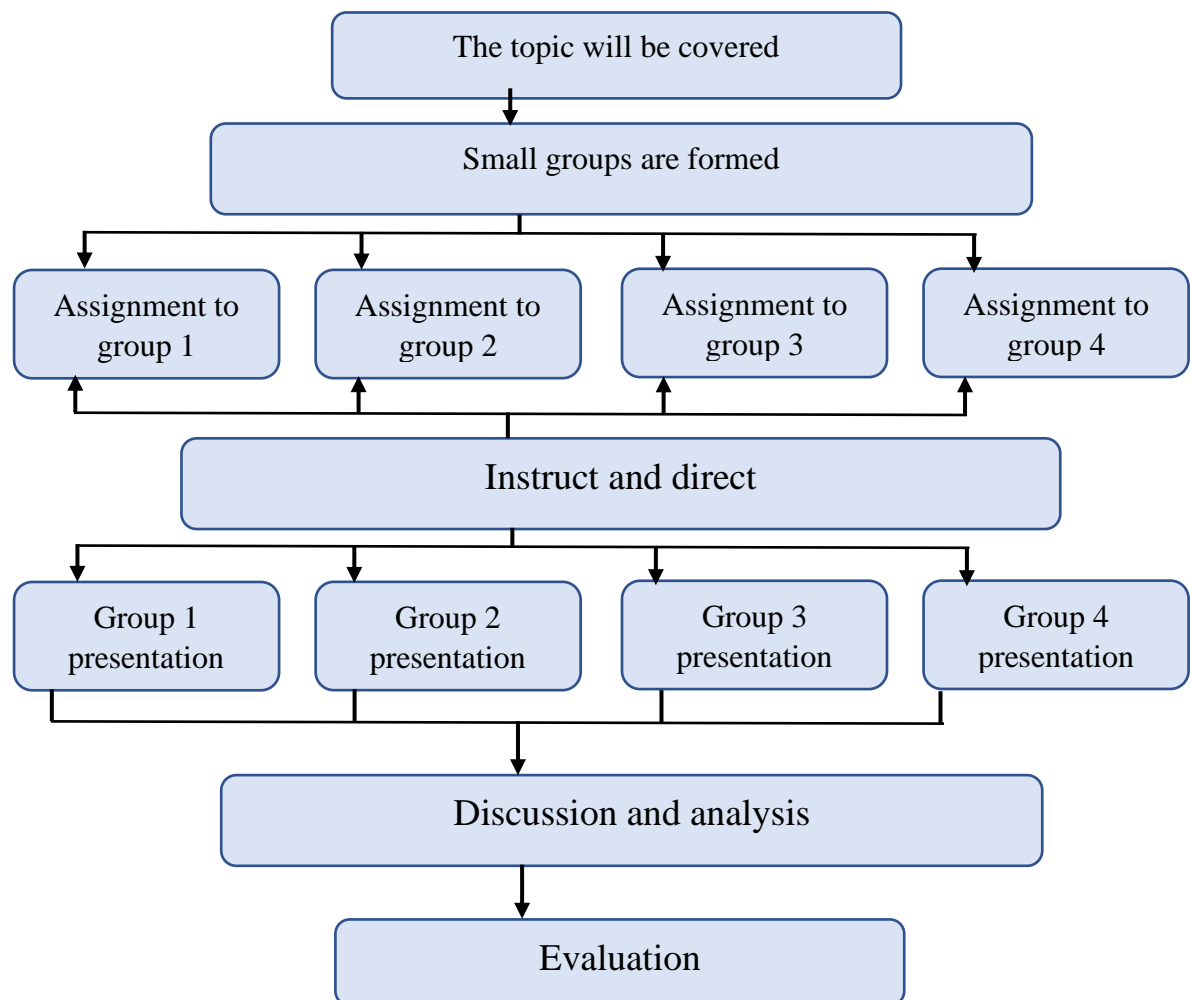 The topic will be covered
Small groups are formed
Assignment to
group 1
Assignment to
group 2
Assignment to
group 3
Assignment to
group 4
Instruct and direct
Group 1
presentation
Group 2
presentation
Group 3
presentation
Group 4
presentation
Discussion and analysis
Evaluation